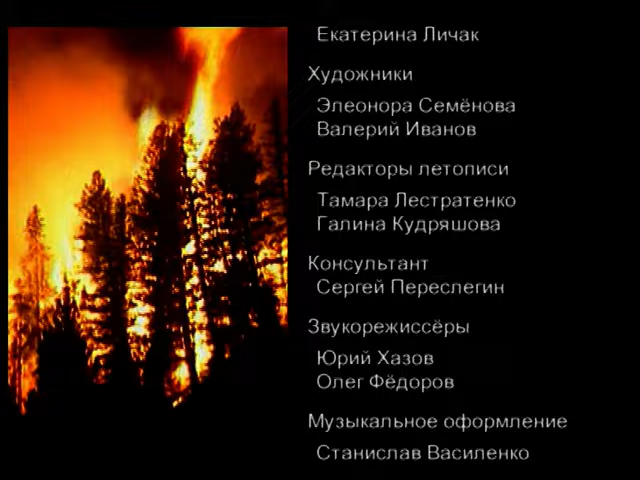 Екатерина Личак
Художники
Элеонора Семёнова
Валерий Иванов
Редакторы летописи
Тамара Лестратенко
Галина Кудряшова
Консультант
Сергей Переслегин
Звукорежиссёры
Юрий Хазов
Олег Фёдоров
Музыкальное оформление
Станислав Василенко